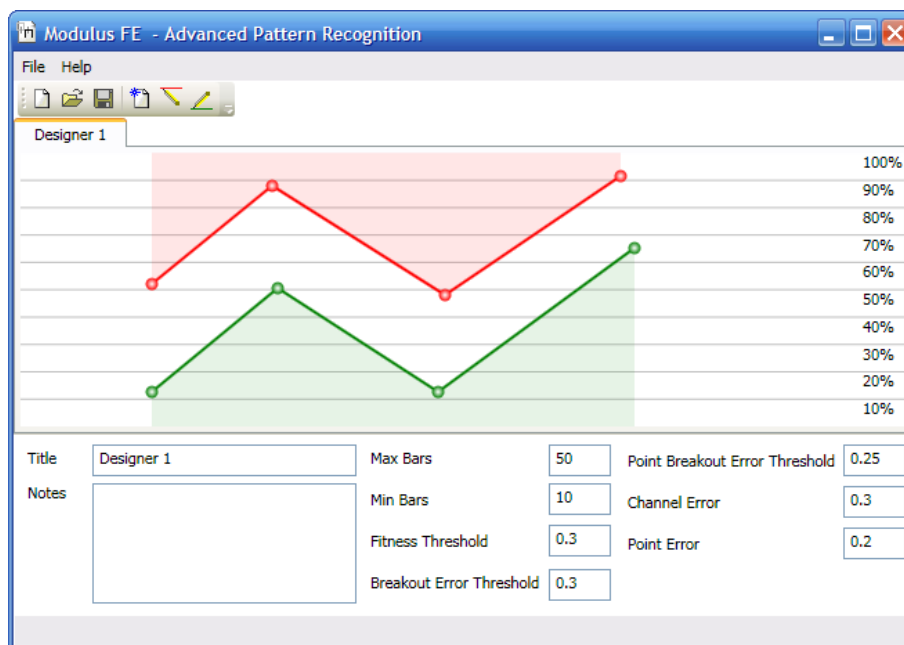 Modulus FE  - Advanced Pattern Recognition
File Help
Designer 1
100%
90%
80%
70%
60%
50%
40%
30%
20%
10%
Title Designer 1 Max Bars 50 Point Breakout Error Threshold 0.25
Notes Min Bars 10 Channel Error 0.3
Fitness Threshold 0.3 Point Error 0.2
Breakout Error Threshold 0.3